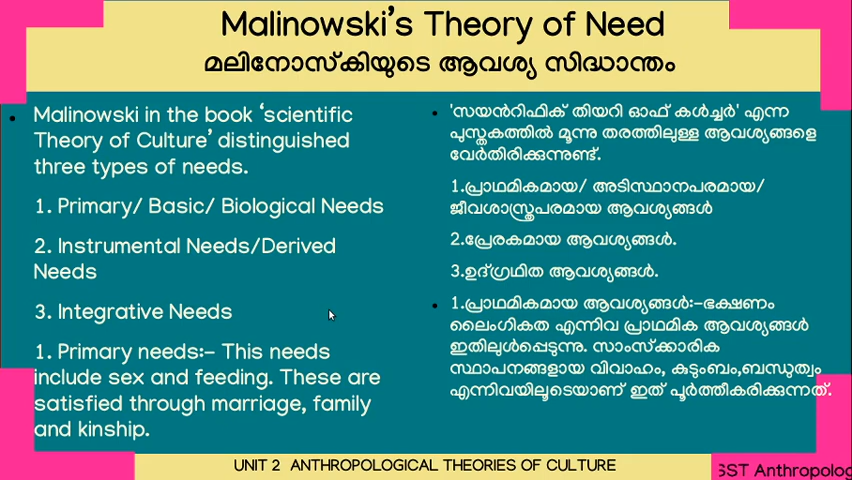 Malinowski's Theory of Need
മലിനോസ്കിയുടെ ആവശ്യ സിദ്ധാന്തം
• Malinowski in the book ‘scientific
Theory of Culture’ distinguished
three types of needs.
1. Primary/ Basic/ Biological Needs
2. Instrumental Needs/Derived
Needs
3. Integrative Needs
1. Primary needs:- This needs
include sex and feeding. These are
satisfied through marriage, family
and kinship.
• 'സയൻറിഫിക് തിയറി ഓഫ് കൾച്ചർ' എന്ന
പുസ്തകത്തിൽ മൂന്നു തരത്തിലുള്ള ആവശ്യങ്ങളെ
വേർതിരിക്കുന്നുണ്ട്.
1.പ്രാഥമികമായ/ അടിസ്ഥാനപരമായ/
ജീവശാസ്ത്രപരമായ ആവശ്യങ്ങൾ
2.പ്രേരകമായ ആവശ്യങ്ങൾ.
3.ഉദ്ഗ്രഥിത ആവശ്യങ്ങൾ.
• 1.പ്രാഥമികമായ ആവശ്യങ്ങൾ:-ഭക്ഷണം
ലൈംഗികത എന്നിവ പ്രാഥമിക ആവശ്യങ്ങൾ
ഇതിലുൾപ്പെടുന്നു. സാംസ്ക്കാരിക
സ്ഥാപനങ്ങളായ വിവാഹം, കുടുംബം,ബന്ധുത്വം
എന്നിവയിലൂടെയാണ് ഇത് പൂർത്തീകരിക്കുന്നത്.
UNIT 2 ANTHROPOLOGICAL THEORIES OF CULTURE
SST Anthropolog